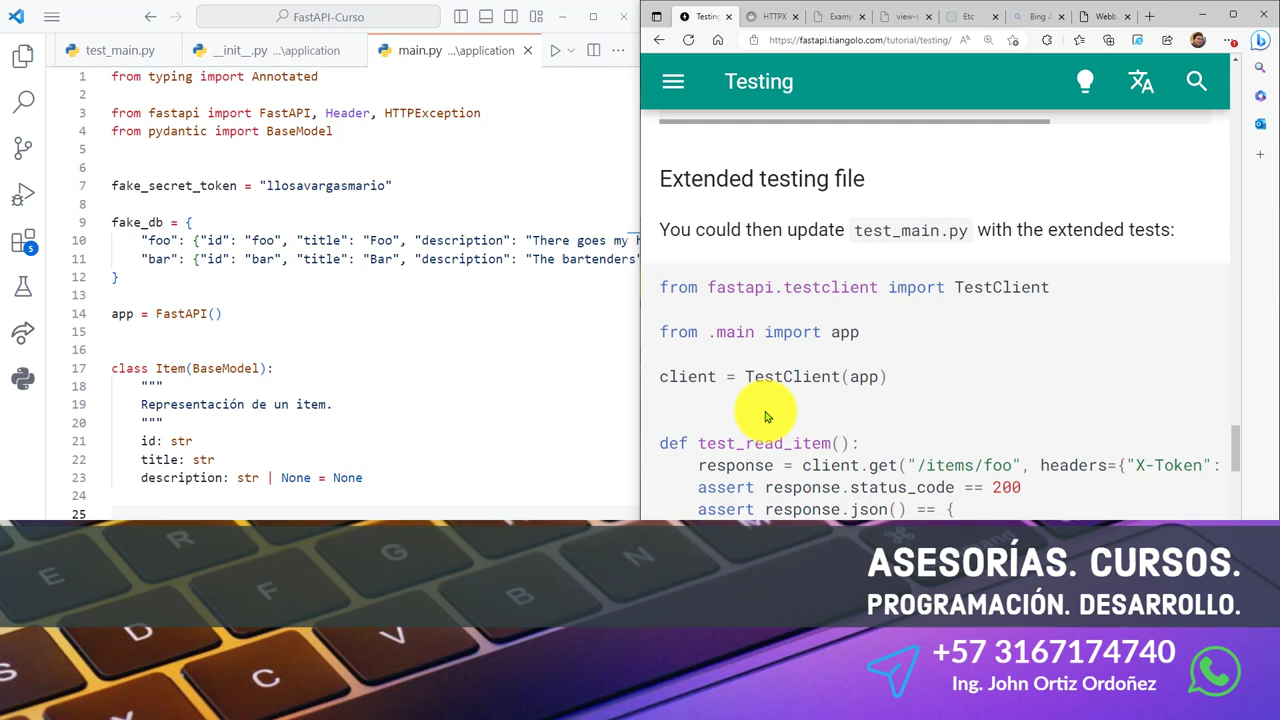 FastAPI-Curso
test_main.py
__init__.py ...\application
main.py ...\application
1 from typing import Annotated
2
3 from fastapi import FastAPI, Header, HTTPException
4 from pydantic import BaseModel
5
6
7 fake_secret_token = "llosavargasmario"
8
9 fake_db = {
10 "foo": {"id": "foo", "title": "Foo", "description": "There goes my h
11 "bar": {"id": "bar", "title": "Bar", "description": "The bartenders"
12 }
13
14 app = FastAPI()
15
16
17 class Item(BaseModel):
18 """
19 Representación de un item.
20 """
21 id: str
22 title: str
23 description: str | None = None
24
25
5
Testing
HTTPX
Examp
view-s
Etc
Bing A
Webb
https://fastapi.tiangolo.com/tutorial/testing/
Testing
Extended testing file
You could then update test_main.py with the extended tests:
from fastapi.testclient import TestClient
from .main import app
client = TestClient(app)
def test_read_item():
response = client.get("/items/foo", headers={"X-Token":
assert response.status_code == 200
assert response.json() == {
ASESORÍAS. CURSOS.
PROGRAMACIÓN. DESARROLLO.
+57 3167174740
Ing. John Ortiz Ordoñez